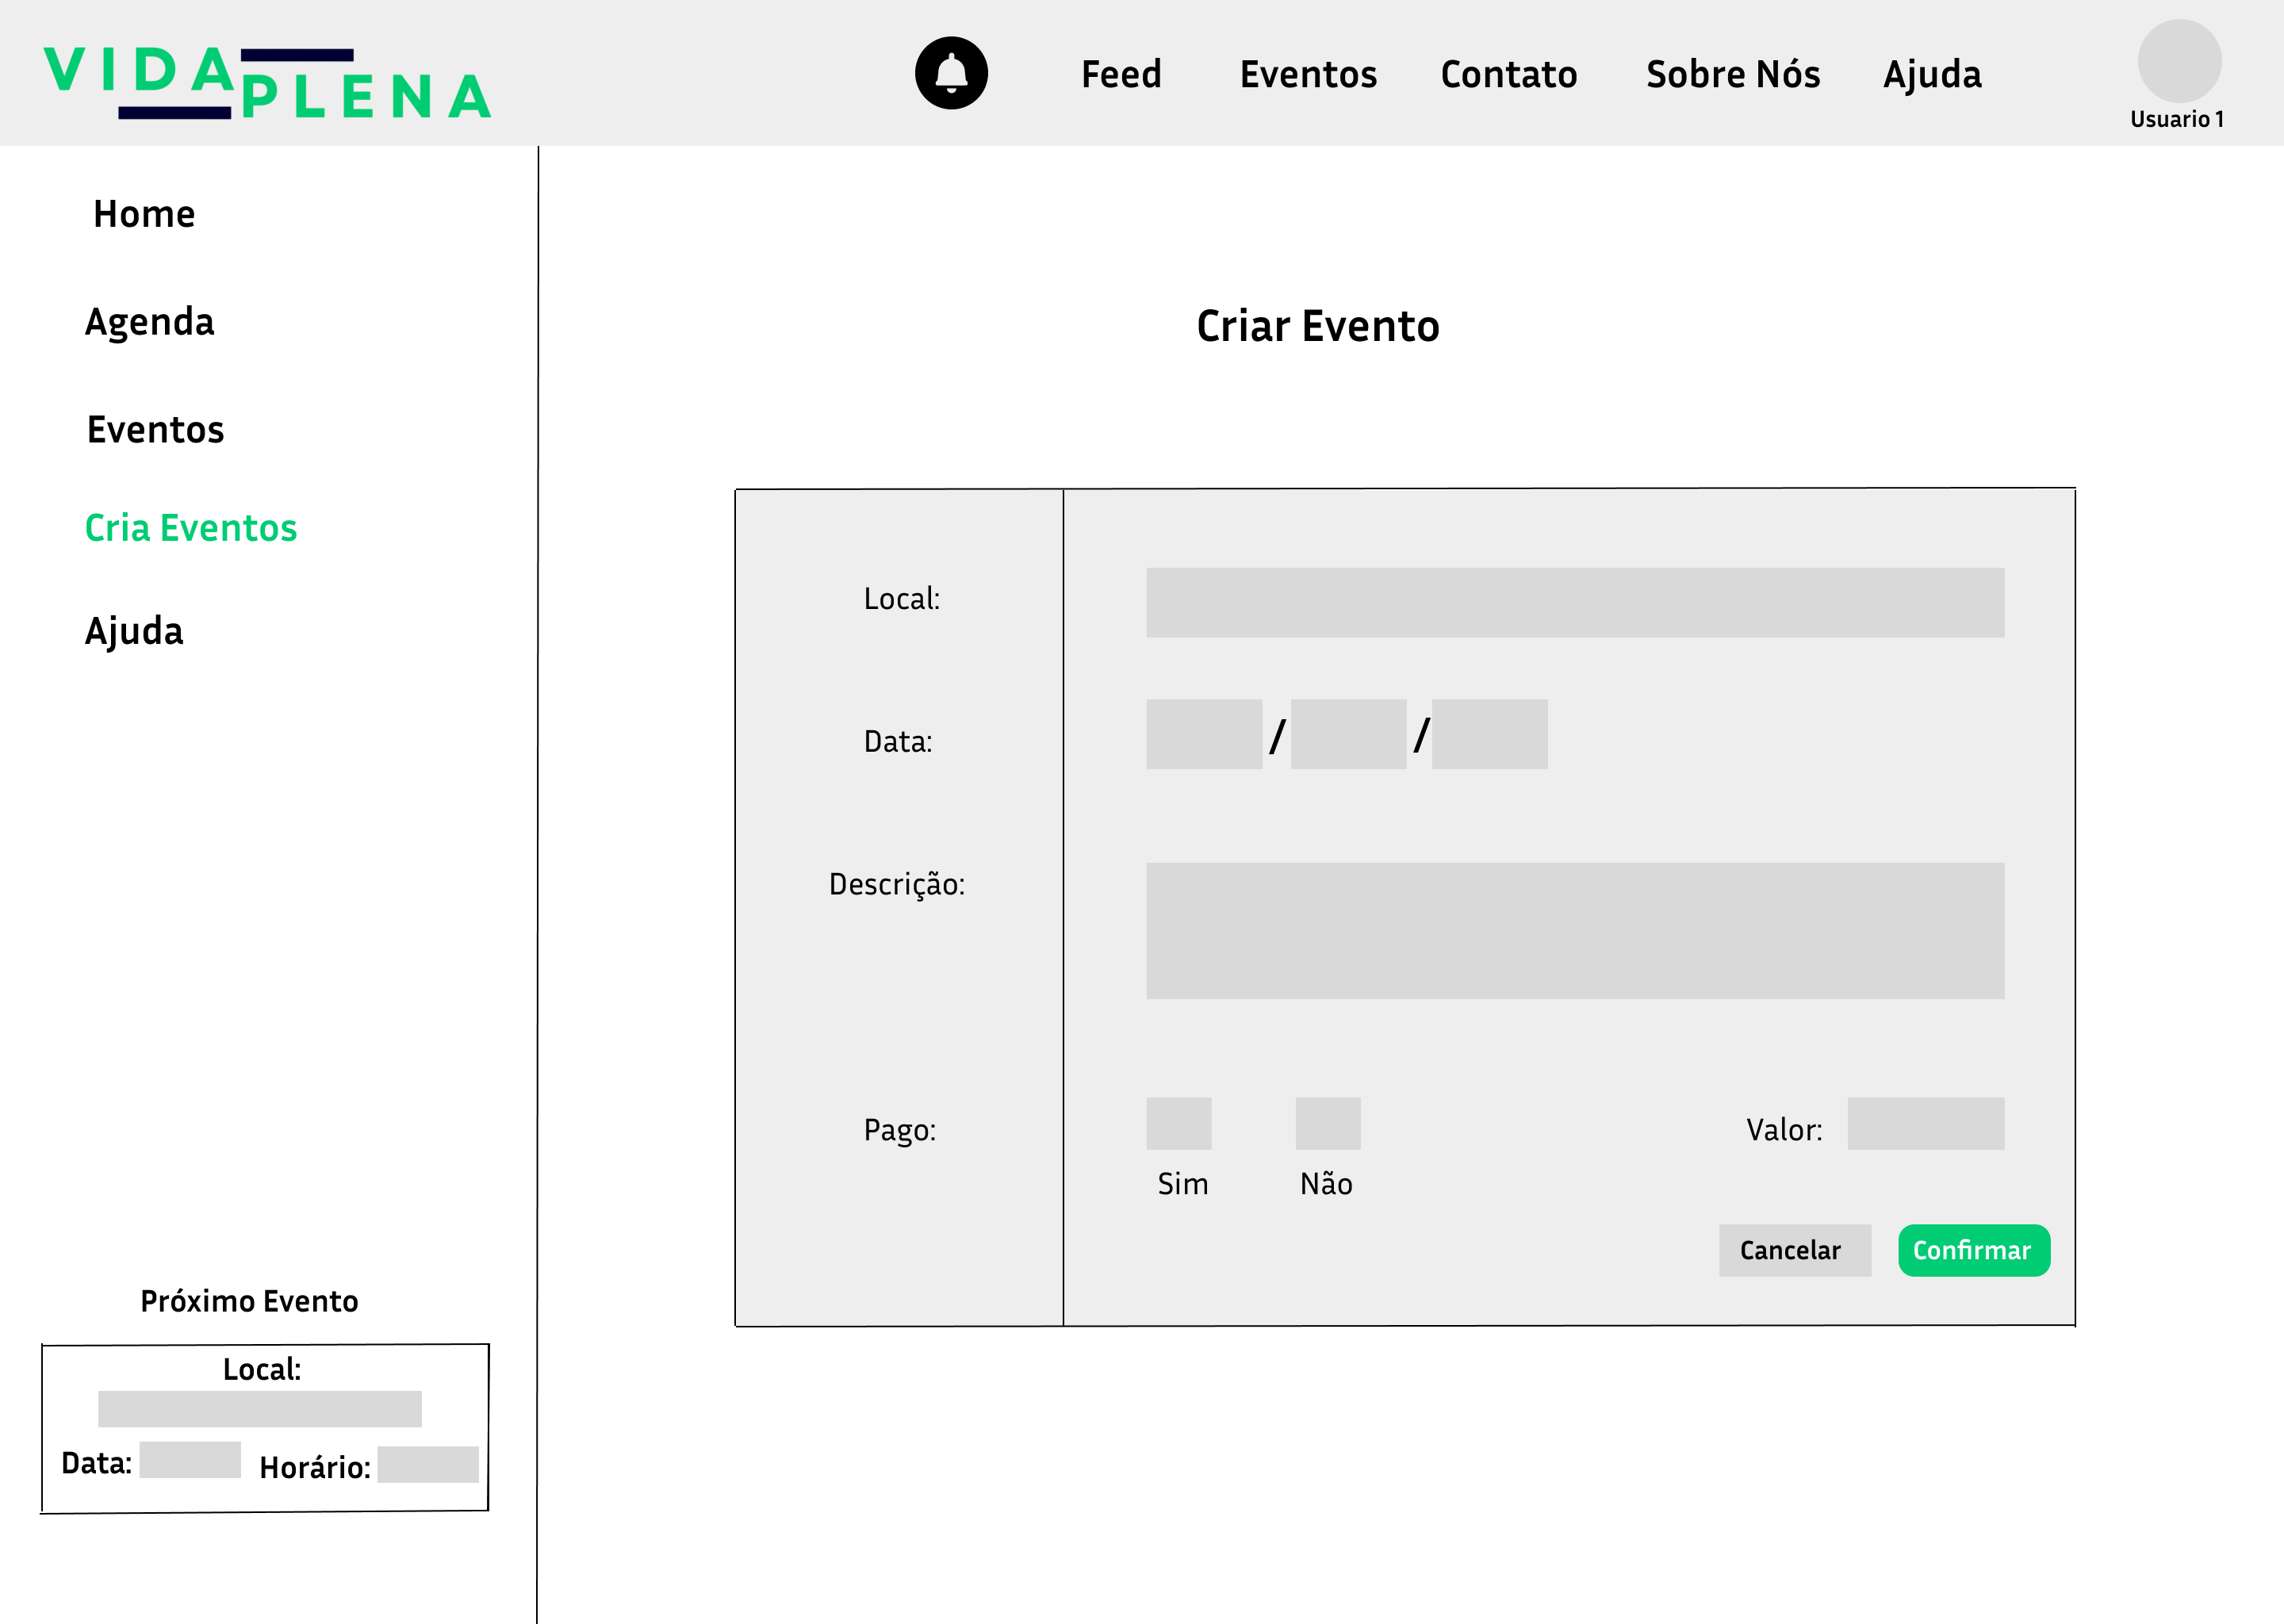 VIDA
PLENA
Feed Eventos Contato Sobre Nós Ajuda
Usuario 1
Home
Agenda
Eventos
Cria Eventos
Ajuda
Próximo Evento
Local:
Data: Horário:
Criar Evento
Local:
Data: / /
Descrição:
Pago: Valor:
Sim Não
Cancelar Confirmar